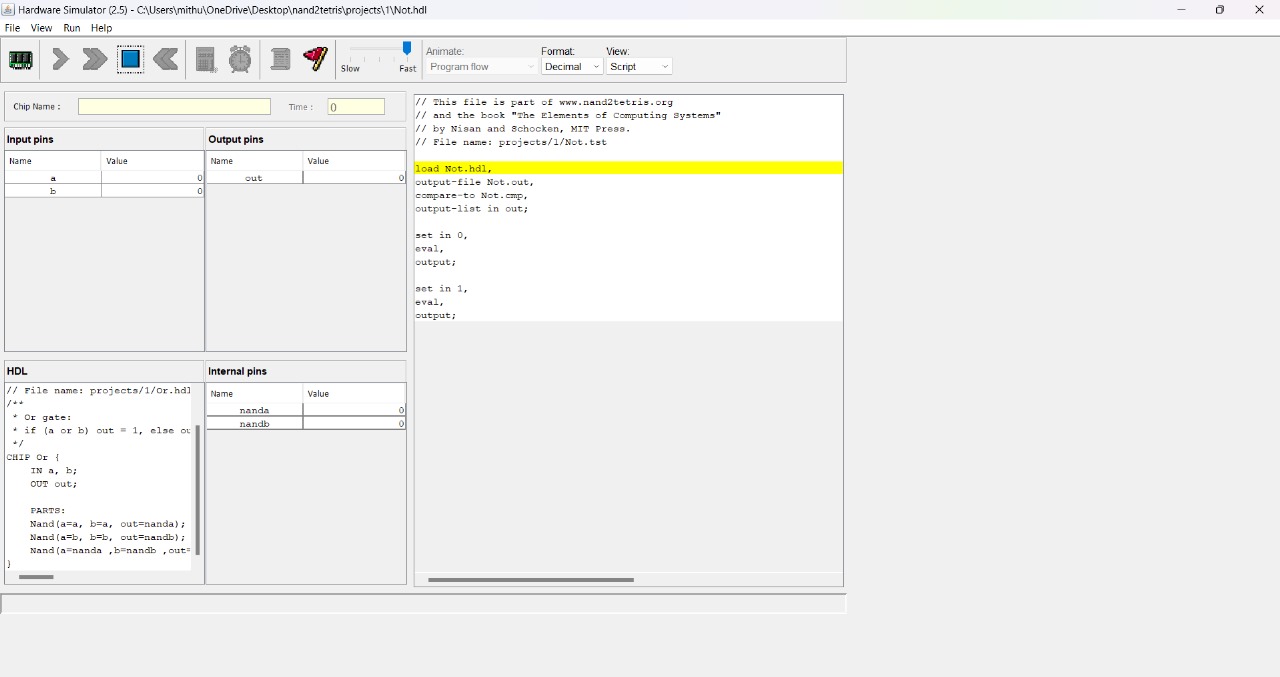 Hardware Simulator (2.5) - C:\Users\mithu\OneDrive\Desktop\nand2tetris\projects\1\Not.hdl
File View Run Help
Slow Fast
Animate: Format: View:
Program flow Decimal Script
Chip Name : Time : 0
Input pins Output pins
Name Value Name Value
a 0 out 0
b 0
// This file is part of www.nand2tetris.org
// and the book "The Elements of Computing Systems"
// by Nisan and Schocken, MIT Press.
// File name: projects/1/Not.tst
load Not.hdl,
output-file Not.out,
compare-to Not.cmp,
output-list in out;
set in 0,
eval,
output;
set in 1,
eval,
output;
HDL Internal pins
// File name: projects/1/Or.hdl
/**
* Or gate:
* if (a or b) out = 1, else ou
*/
CHIP Or {
IN a, b;
OUT out;
PARTS:
Nand(a=a, b=a, out=nanda);
Nand(a=b, b=b, out=nandb);
Nand(a=nanda ,b=nandb ,out=
}
Name Value
nanda 0
nandb 0